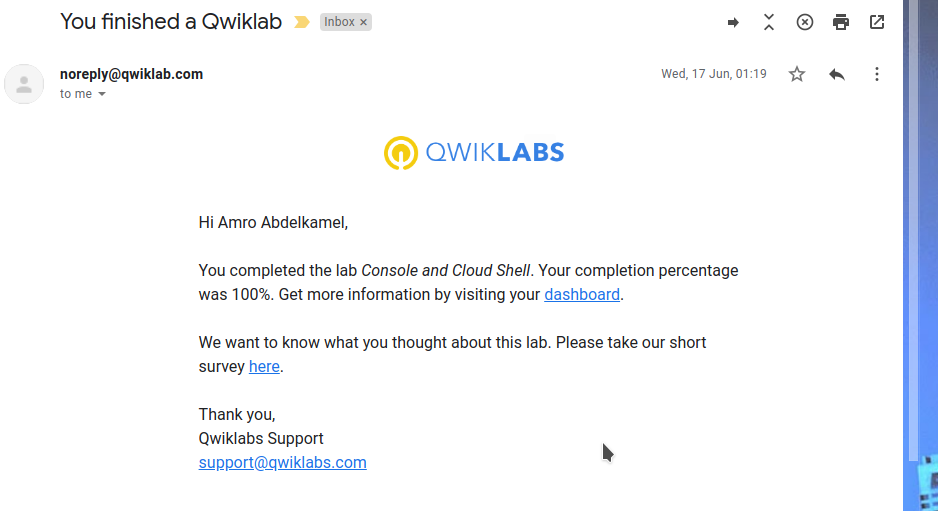 You finished a Qwiklab Inbox ×
noreply@qwiklab.com Wed, 17 Jun, 01:19
to me
QWIKLABS
Hi Amro Abdelkamel,
You completed the lab Console and Cloud Shell. Your completion percentage
was 100%. Get more information by visiting your dashboard.
We want to know what you thought about this lab. Please take our short
survey here.
Thank you,
Qwiklabs Support
support@qwiklabs.com